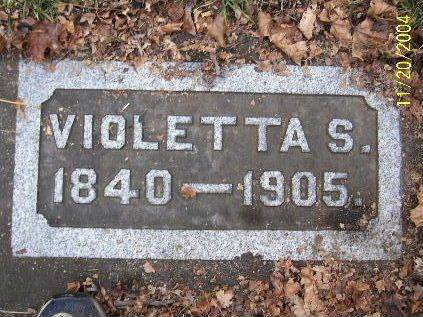 VIOLETTA S.
1840 — 1905.
11/20/2004